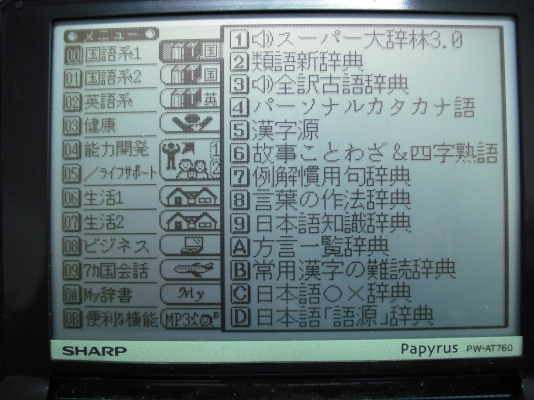 メニュー
00 国語系1 国
01 国語系2 国
02 英語系 英
03 健康
04 能力開発
05 /ライフサポート
06 生活1
07 生活2
08 ビジネス
09 7カ国会話
0A My辞書 My
0B 便利な機能 MP3
1 スーパー大辞林3.0
2 類語新辞典
3 全訳古語辞典
4 パーソナルカタカナ語
5 漢字源
6 故事ことわざ&四字熟語
7 例解慣用句辞典
8 言葉の作法辞典
9 日本語知識辞典
A 方言一覧辞典
B 常用漢字の難読辞典
C 日本語○×辞典
D 日本語「語源」辞典
SHARP
Papyrus PW-AT760